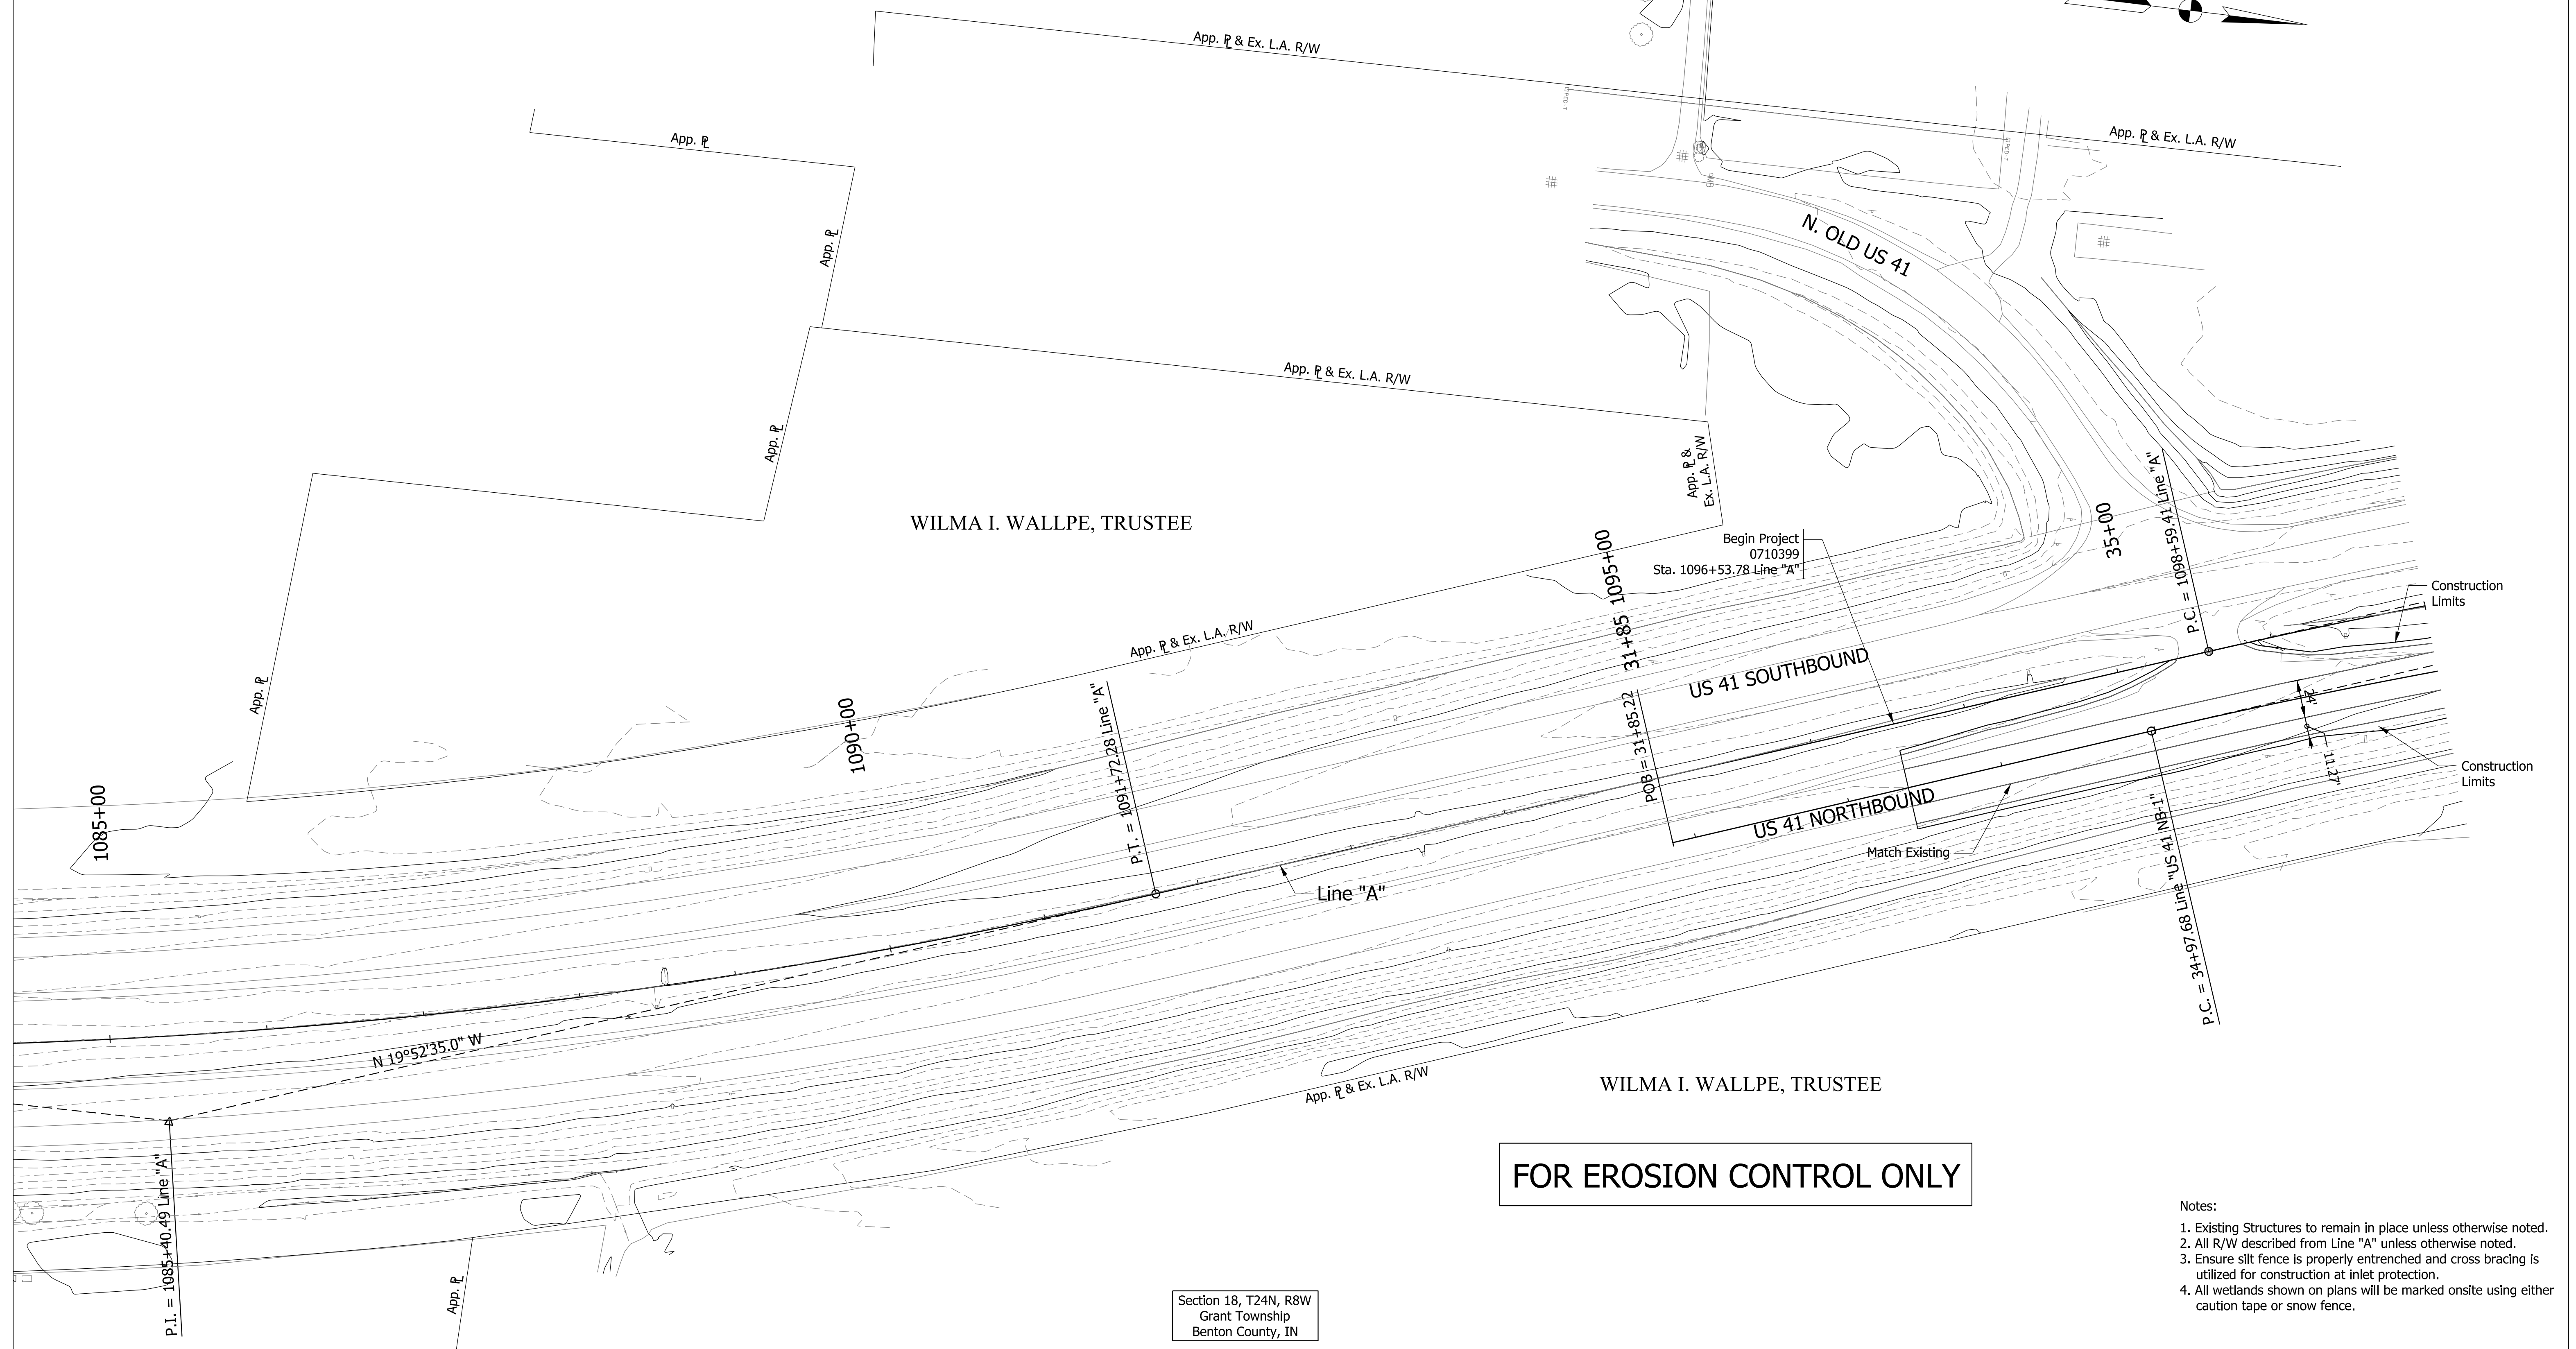 App. ℄ & Ex. L.A. R/W
App. ℄ & Ex. L.A. R/W
App. ℄
App. ℄
App. ℄
App. ℄
App. ℄ & Ex. L.A. R/W
App. ℄ &
Ex. L.A. R/W
PED-1
PED-1
N. OLD US 41
WILMA I. WALLPE, TRUSTEE
Begin Project
0710399
Sta. 1096+53.78 Line "A"
1085+00
1090+00
1095+00
31+85
35+00
App. ℄ & Ex. L.A. R/W
P.T. = 1091+72.28 Line "A"
POB = 31+85.22
P.C. = 1098+59.41 Line "A"
US 41 SOUTHBOUND
US 41 NORTHBOUND
Construction
Limits
24'
11.27'
Construction
Limits
Match Existing
Line "A"
P.C. = 34+97.68 Line "US 41 NB-1"
N 19°52'35.0" W
P.I. = 1085+40.49 Line "A"
App. ℄ & Ex. L.A. R/W
App. ℄
WILMA I. WALLPE, TRUSTEE
FOR EROSION CONTROL ONLY
Section 18, T24N, R8W
Grant Township
Benton County, IN
Notes:
1. Existing Structures to remain in place unless otherwise noted.
2. All R/W described from Line "A" unless otherwise noted.
3. Ensure silt fence is properly entrenched and cross bracing is
utilized for construction at inlet protection.
4. All wetlands shown on plans will be marked onsite using either
caution tape or snow fence.